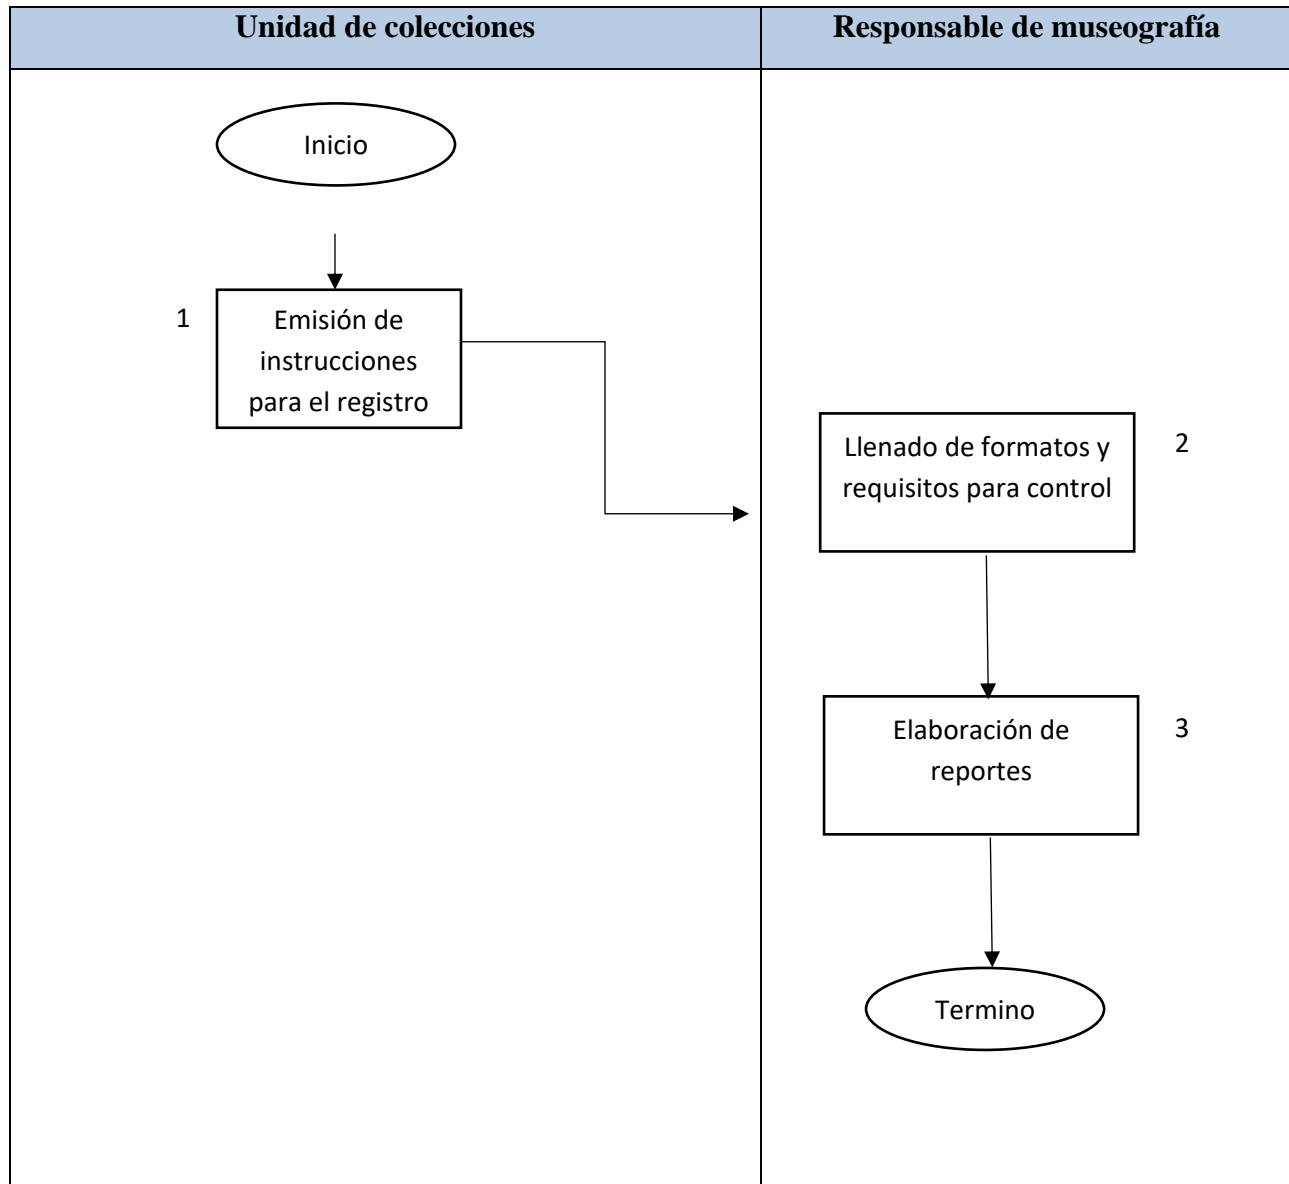 Unidad de colecciones
Responsable de museografía
Inicio
1
Emisión de
instrucciones
para el registro
Llenado de formatos y
requisitos para control
2
Elaboración de
reportes
3
Termino